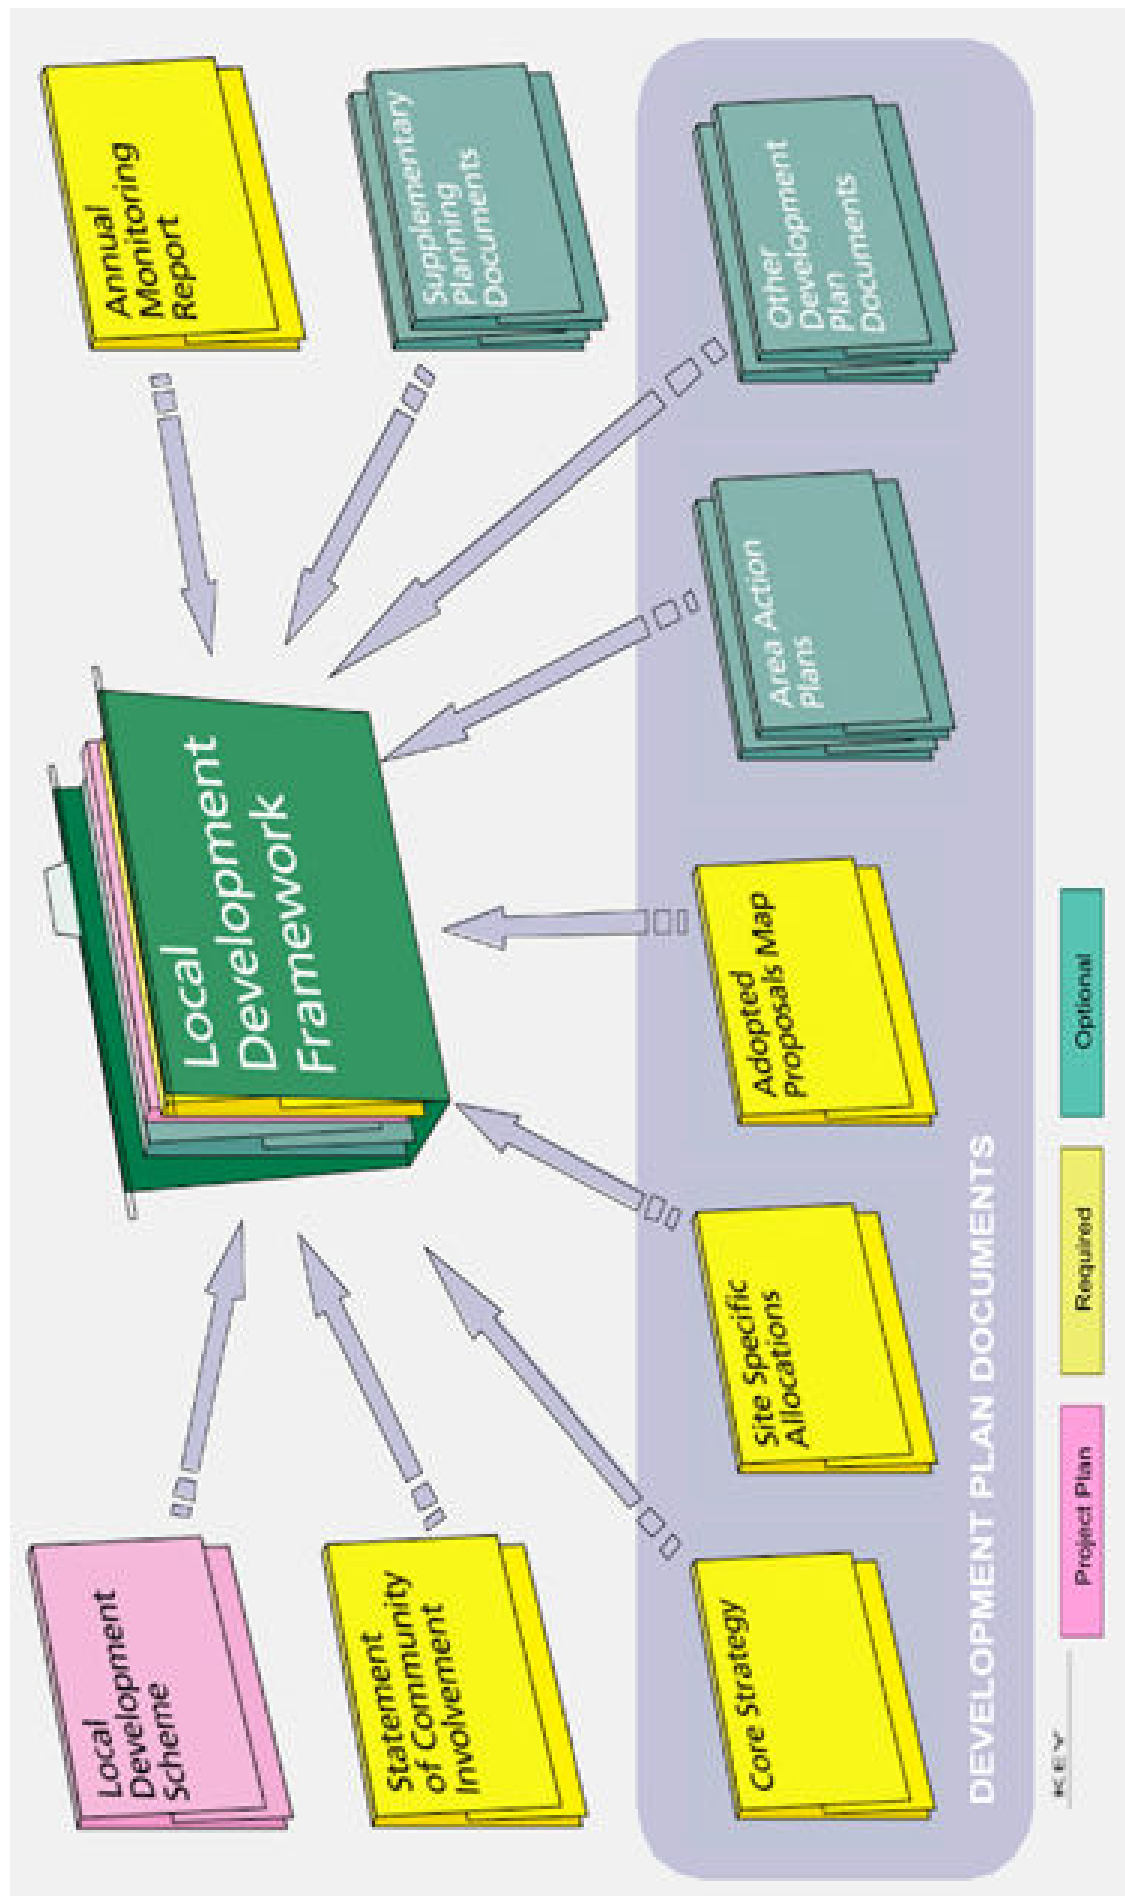 Local
Development
Scheme
Local
Development
Framework
Annual
Monitoring
Report
Statement
of Community
Involvement
Supplementary
Planning
Documents
Core Strategy
Site Specific
Allocations
Adopted
Proposals Map
Area Action
Plans
Other
Development
Plan
Documents
DEVELOPMENT PLAN DOCUMENTS
KEY
Project Plan
Required
Optional